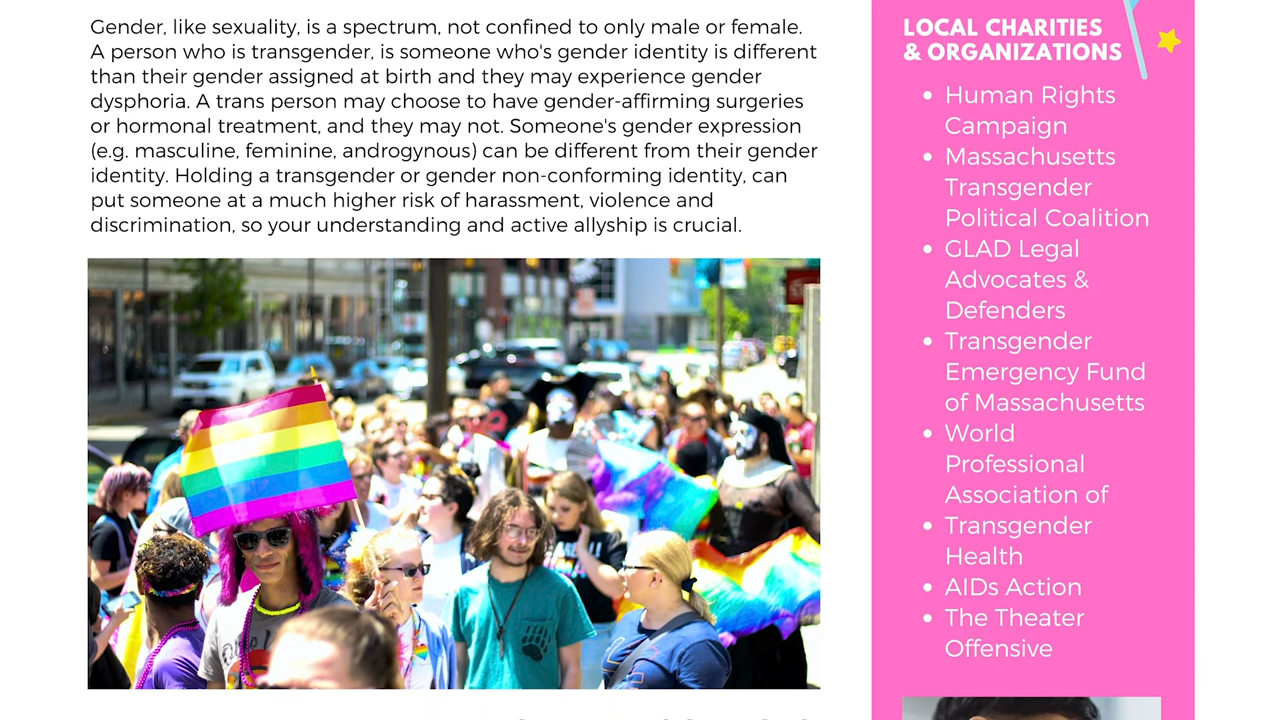 Gender, like sexuality, is a spectrum, not confined to only male or female.
A person who is transgender, is someone who's gender identity is different
than their gender assigned at birth and they may experience gender
dysphoria. A trans person may choose to have gender-affirming surgeries
or hormonal treatment, and they may not. Someone's gender expression
(e.g. masculine, feminine, androgynous) can be different from their gender
identity. Holding a transgender or gender non-conforming identity, can
put someone at a much higher risk of harassment, violence and
discrimination, so your understanding and active allyship is crucial.
LOCAL CHARITIES
& ORGANIZATIONS
• Human Rights
Campaign
• Massachusetts
Transgender
Political Coalition
• GLAD Legal
Advocates &
Defenders
• Transgender
Emergency Fund
of Massachusetts
• World
Professional
Association of
• Transgender
Health
• AIDs Action
• The Theater
Offensive